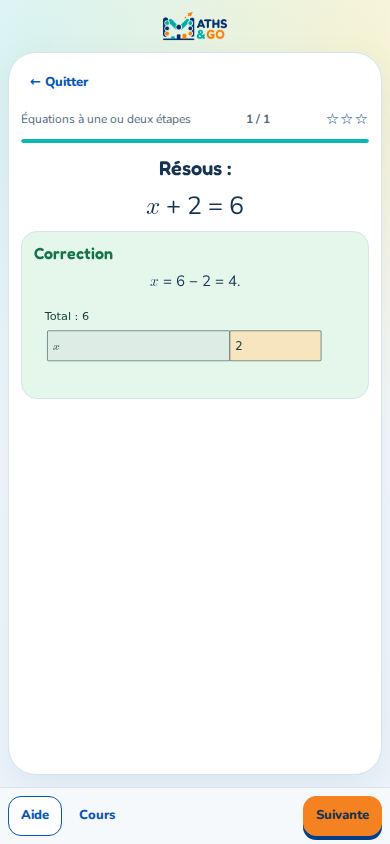 MATHS
&GO
← Quitter
Équations à une ou deux étapes
1 / 1
☆☆☆
Résous :
x + 2 = 6
Correction
x = 6 − 2 = 4.
Total : 6
x
2
Aide
Cours
Suivante